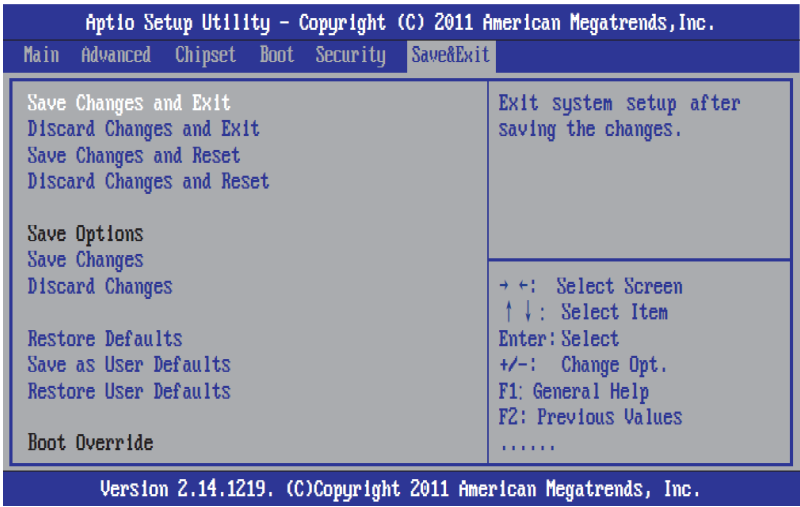 Aptio Setup Utility - Copyright (C) 2011 American Megatrends,Inc.
Main Advanced Chipset Boot Security Save&Exit
Save Changes and Exit
Discard Changes and Exit
Save Changes and Reset
Discard Changes and Reset
Save Options
Save Changes
Discard Changes
Restore Defaults
Save as User Defaults
Restore User Defaults
Boot Override
Exit system setup after
saving the changes.
→ ←: Select Screen
↑ ↓: Select Item
Enter: Select
+/-: Change Opt.
F1: General Help
F2: Previous Values
......
Version 2.14.1219. (C)Copyright 2011 American Megatrends, Inc.